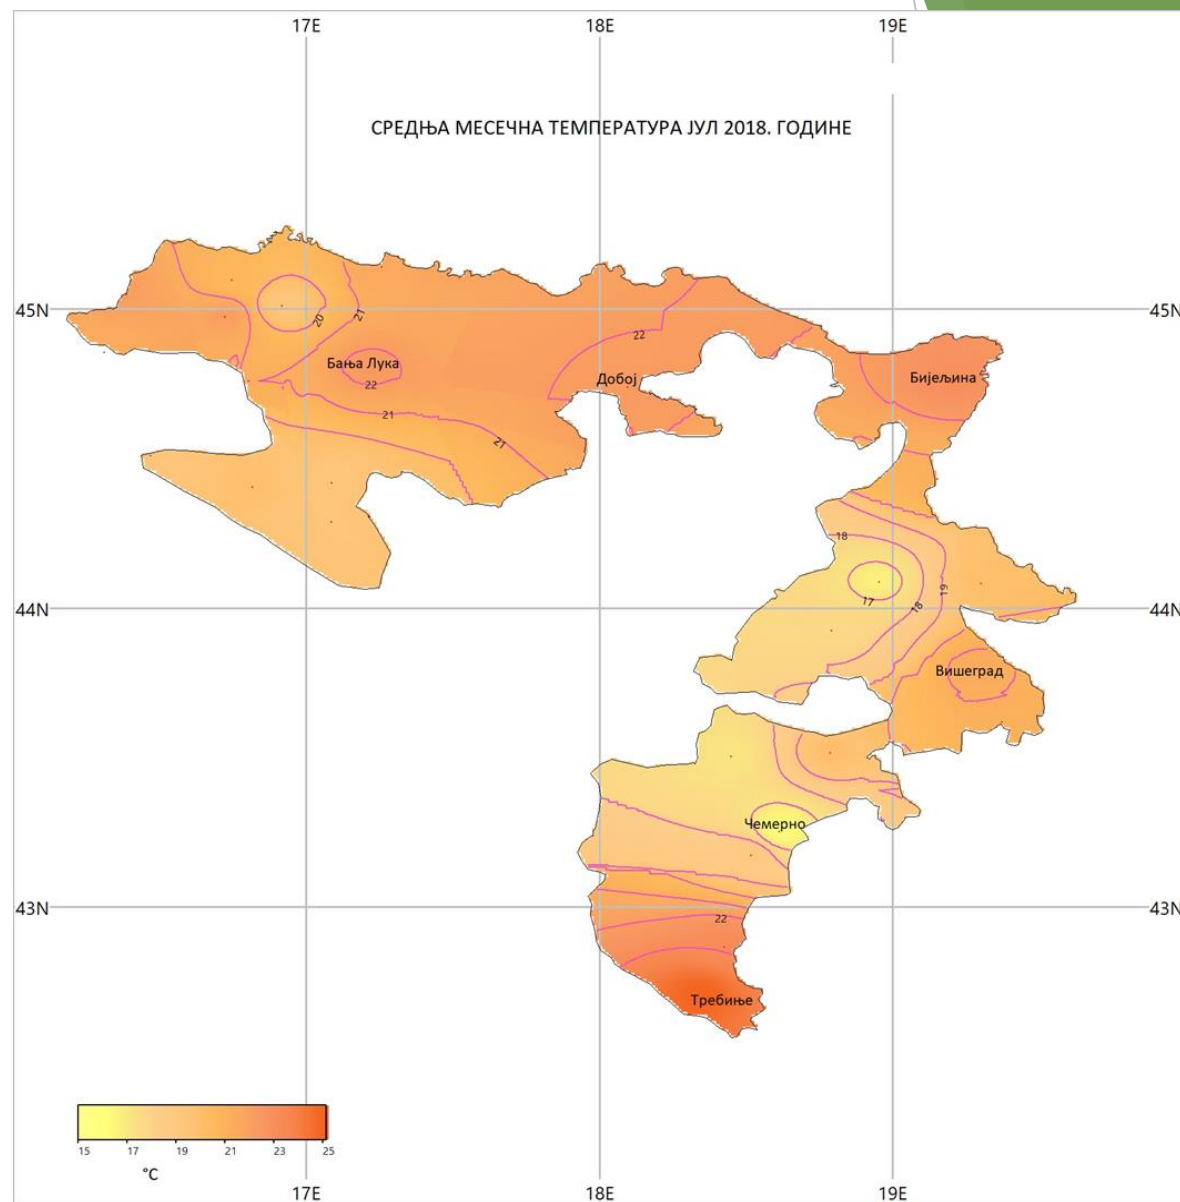 17E 18E 19E
СРЕДЊА МЕСЕЧНА ТЕМПЕРАТУРА ЈУЛ 2018. ГОДИНЕ
45N 45N
20
21
22
Бања Лука
22
Добој
Бијељина
21
21
18
17
18
19
44N 44N
Вишеград
Чемерно
43N 43N
22
Требиње
15 17 19 21 23 25
°C
17E 18E 19E